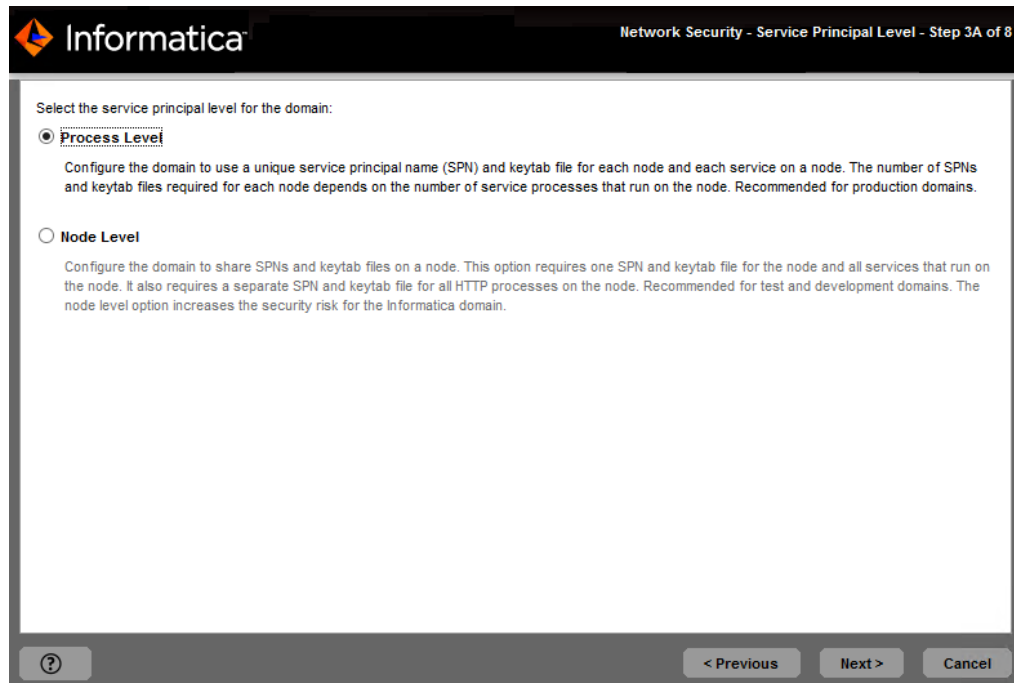 Informatica
Network Security - Service Principal Level - Step 3A of 8
Select the service principal level for the domain:
Process Level
Configure the domain to use a unique service principal name (SPN) and keytab file for each node and each service on a node. The number of SPNs
and keytab files required for each node depends on the number of service processes that run on the node. Recommended for production domains.
Node Level
Configure the domain to share SPNs and keytab files on a node. This option requires one SPN and keytab file for the node and all services that run on
the node. It also requires a separate SPN and keytab file for all HTTP processes on the node. Recommended for test and development domains. The
node level option increases the security risk for the Informatica domain.
?
< Previous
Next >
Cancel